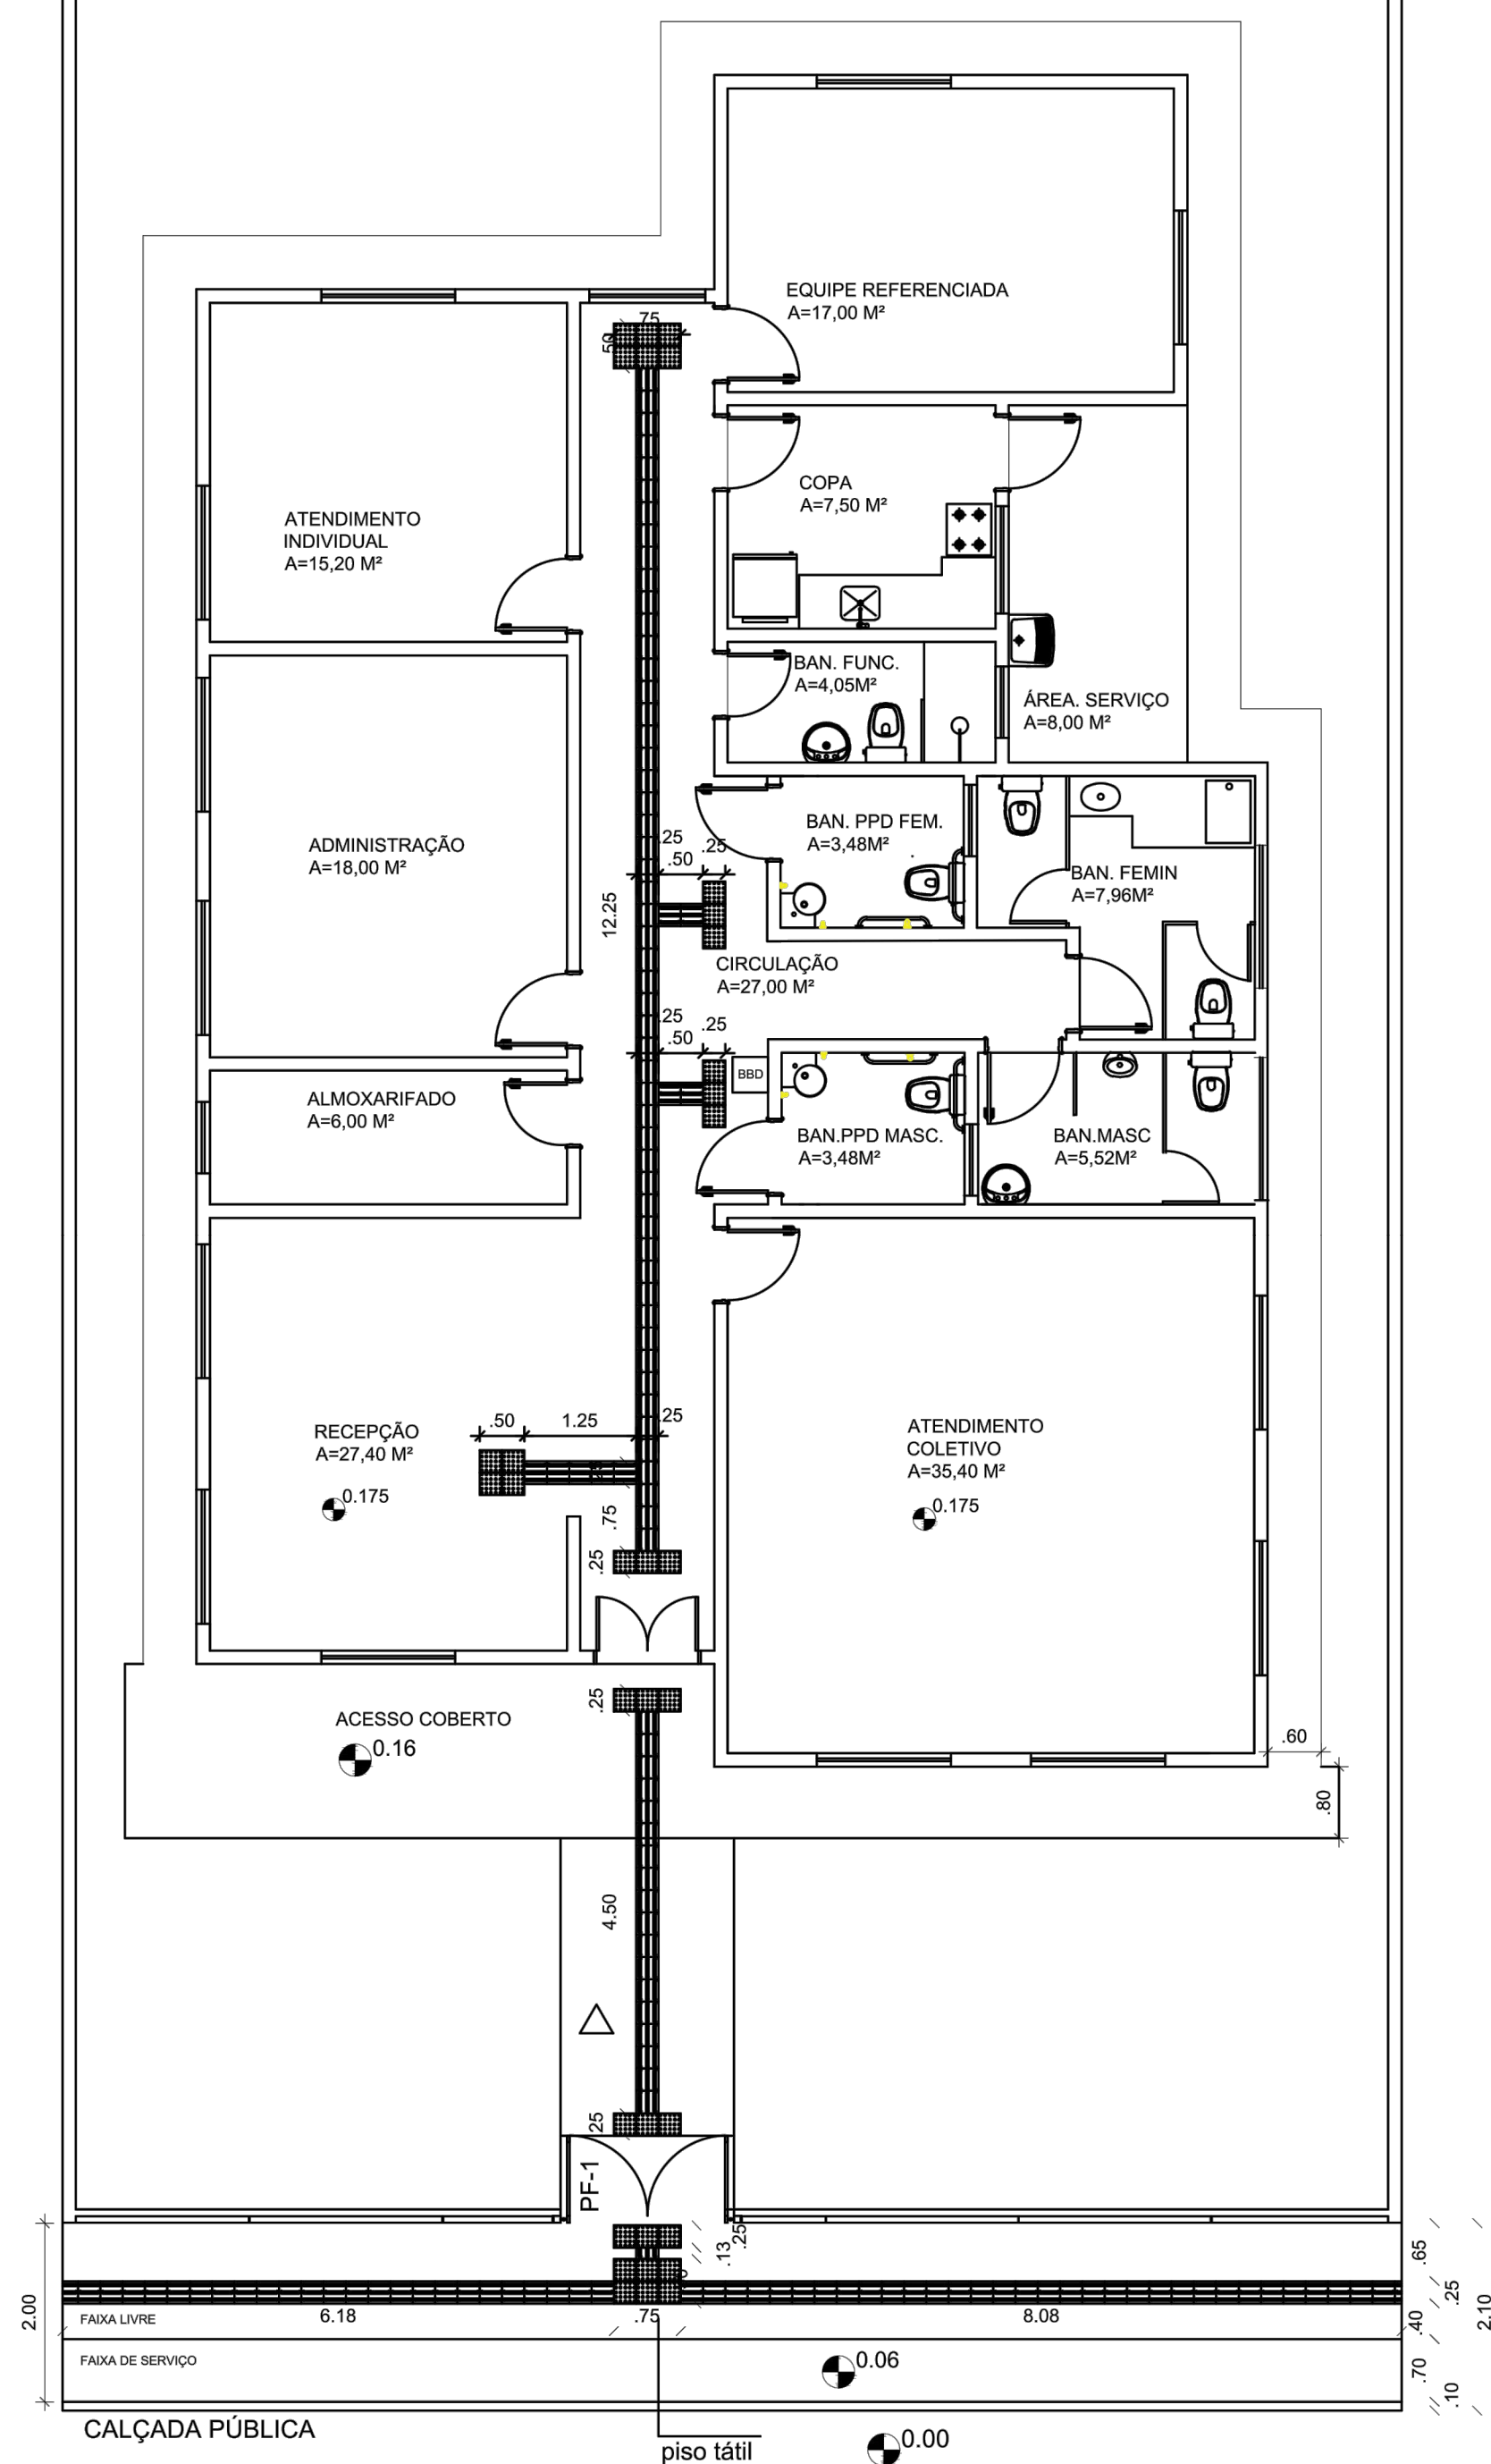 EQUIPE REFERENCIADA
A=17,00 M²
.75
.50
COPA
A=7,50 M²
ATENDIMENTO
INDIVIDUAL
A=15,20 M²
BAN. FUNC.
A=4,05M²
ÁREA. SERVIÇO
A=8,00 M²
BAN. PPD FEM.
A=3,48M²
ADMINISTRAÇÃO
A=18,00 M²
.25
.50
.25
BAN. FEMIN
A=7,96M²
12.25
CIRCULAÇÃO
A=27,00 M²
.25
.50
.25
BBD
ALMOXARIFADO
A=6,00 M²
BAN.PPD MASC.
A=3,48M²
BAN.MASC
A=5,52M²
.50
1.25
.25
RECEPÇÃO
A=27,40 M²
0.175
ATENDIMENTO
COLETIVO
A=35,40 M²
0.175
.75
.25
.25
ACESSO COBERTO
0.16
.60
.80
4.50
.25
PF-1
.13
.25
.65
.25
2.00
FAIXA LIVRE
6.18
.75
8.08
.40
2.10
FAIXA DE SERVIÇO
0.06
.70
.10
CALÇADA PÚBLICA
piso tátil
0.00